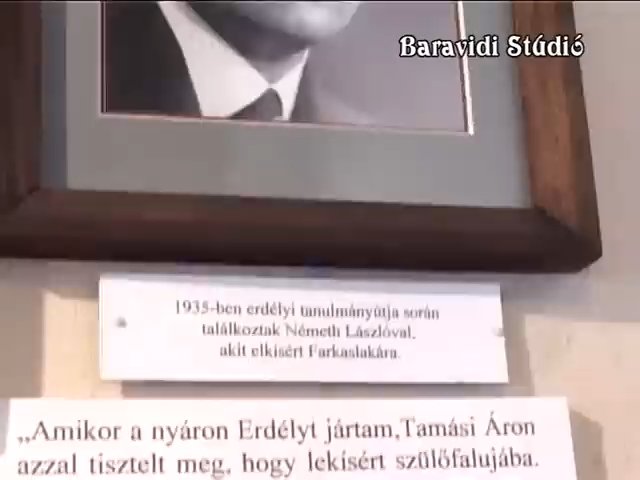 Baravidi Stúdió
1935-ben erdélyi tanulmányútja során
találkoztak Németh Lászlóval,
akit elkísért Farkaslakára.
„Amikor a nyáron Erdélyt jártam,Tamási Áron
azzal tisztelt meg, hogy lekísért szülőfalujába.